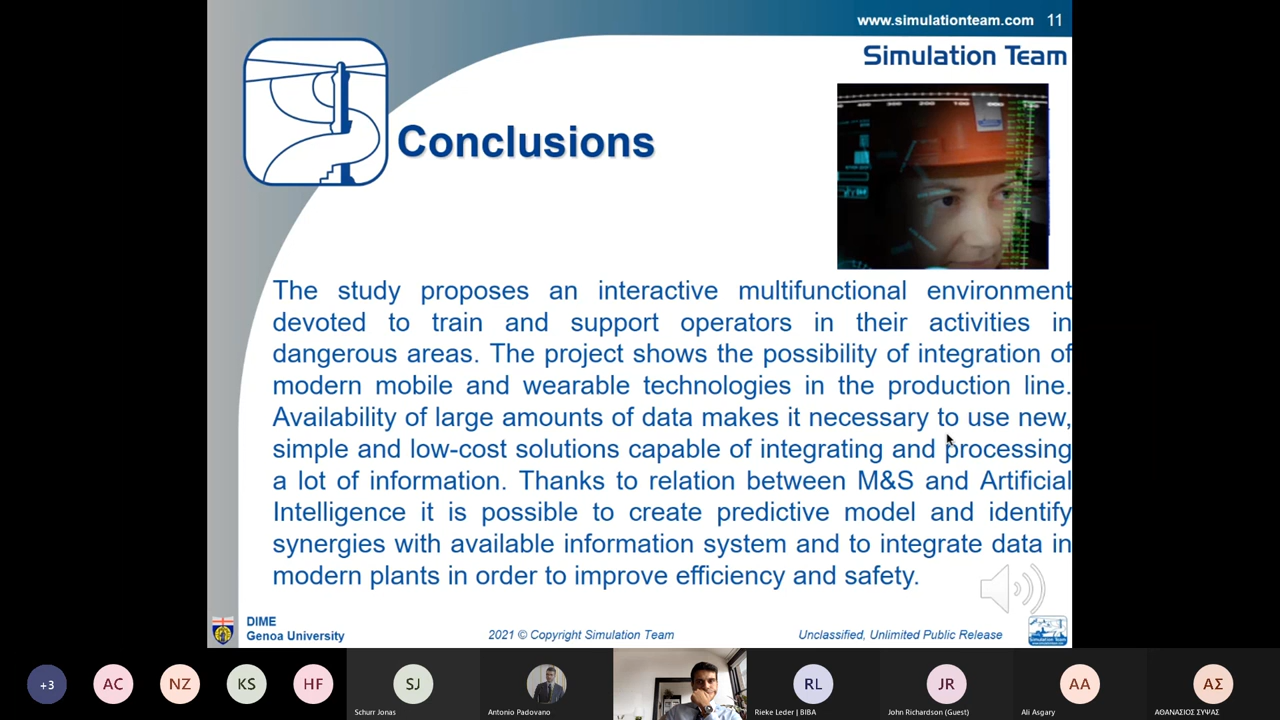 www.simulationteam.com 11
Simulation Team
Conclusions
The study proposes an interactive multifunctional environment
devoted to train and support operators in their activities in
dangerous areas. The project shows the possibility of integration of
modern mobile and wearable technologies in the production line.
Availability of large amounts of data makes it necessary to use new,
simple and low-cost solutions capable of integrating and processing
a lot of information. Thanks to relation between M&S and Artificial
Intelligence it is possible to create predictive model and identify
synergies with available information system and to integrate data in
modern plants in order to improve efficiency and safety.
DIME
Genoa University
2021 © Copyright Simulation Team
Unclassified, Unlimited Public Release
+3
AC
NZ
KS
HF
SJ
RL
JR
AA
ΑΣ
Schurr Jonas
Antonio Padovano
Rieke Leder | BIBA
John Richardson (Guest)
Ali Asgary
ΑΘΑΝΑΣΙΟΣ ΣΥΨΑΣ